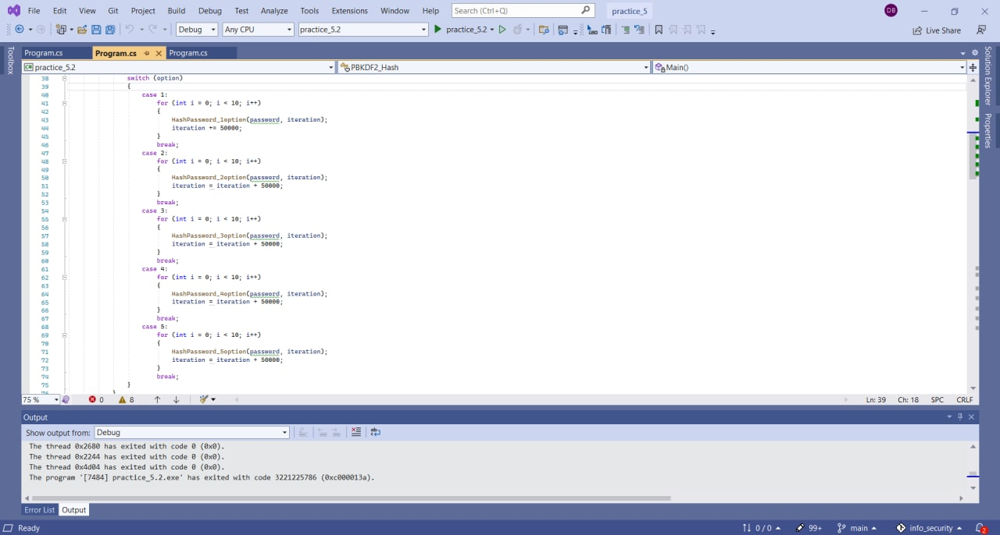 File Edit View Git Project Build Debug Test Analyze Tools Extensions Window Help Search (Ctrl+Q) practice_5 DB
Debug Any CPU practice_5.2 practice_5.2 Live Share
Toolbox
Program.cs Program.cs Program.cs
practice_5.2 PBKDF2_Hash Main()
38 switch (option)
39 {
40 case 1:
41 for (int i = 0; i < 10; i++)
42 {
43 HashPassword_1option(password, iteration);
44 iteration += 50000;
45 }
46 break;
47 case 2:
48 for (int i = 0; i < 10; i++)
49 {
50 HashPassword_2option(password, iteration);
51 iteration = iteration + 50000;
52 }
53 break;
54 case 3:
55 for (int i = 0; i < 10; i++)
56 {
57 HashPassword_3option(password, iteration);
58 iteration = iteration + 50000;
59 }
60 break;
61 case 4:
62 for (int i = 0; i < 10; i++)
63 {
64 HashPassword_4option(password, iteration);
65 iteration = iteration + 50000;
66 }
67 break;
68 case 5:
69 for (int i = 0; i < 10; i++)
70 {
71 HashPassword_5option(password, iteration);
72 iteration = iteration + 50000;
73 }
74 break;
75 }
76 }
Solution Explorer
Properties
75 % 0 8 Ln: 39 Ch: 18 SPC CRLF
Output
Show output from: Debug
The thread 0x2680 has exited with code 0 (0x0).
The thread 0x2244 has exited with code 0 (0x0).
The thread 0x4d04 has exited with code 0 (0x0).
The program '[7484] practice_5.2.exe' has exited with code 3221225786 (0xc000013a).
Error List Output
Ready 0 / 0 99+ main info_security 2